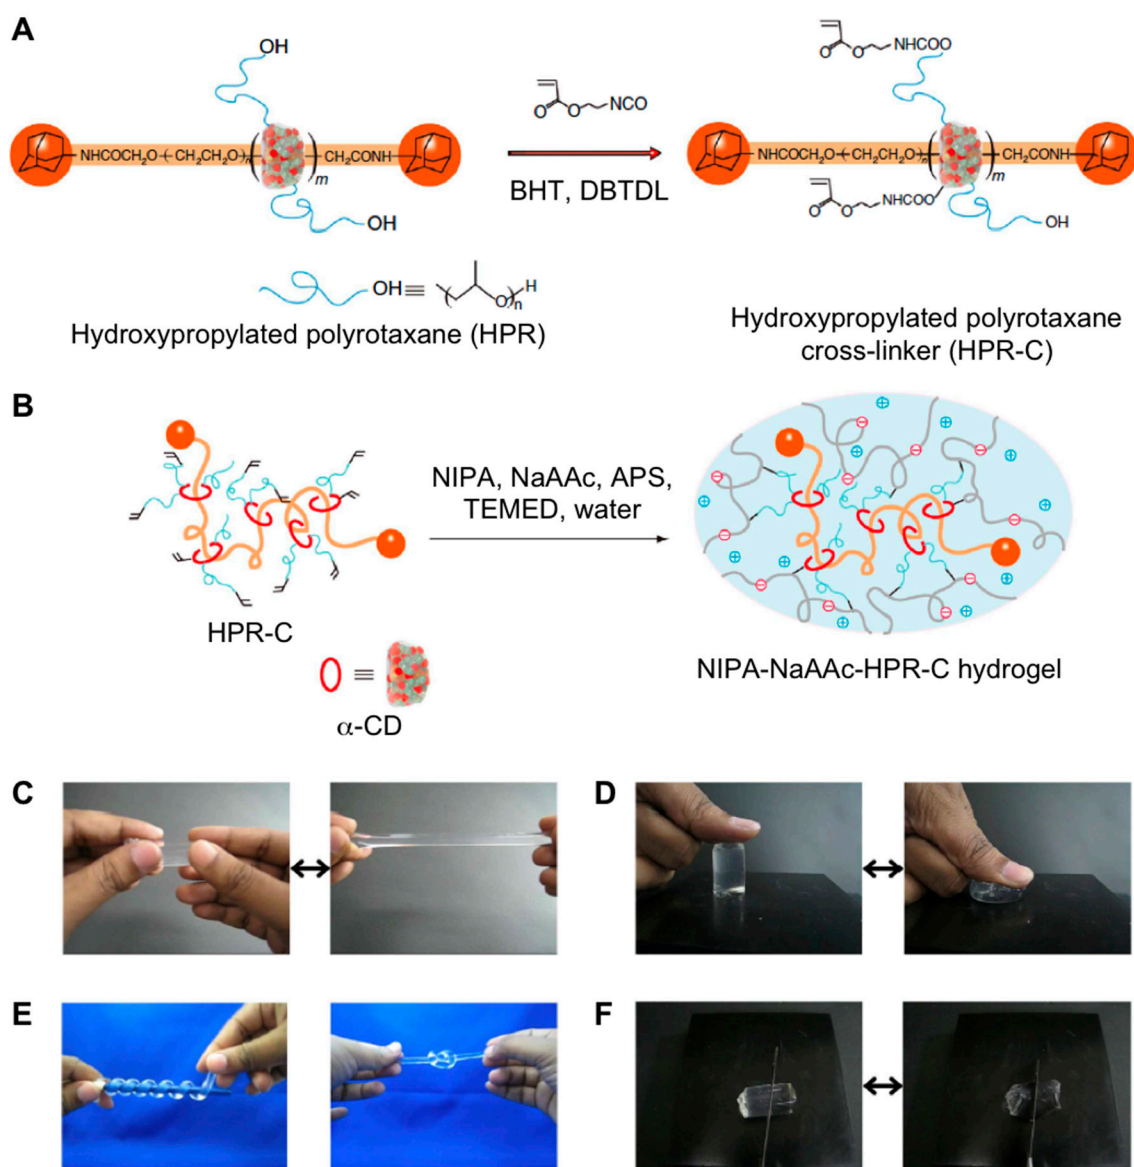 A
OH
NHCOCH₂O (CH₂CH₂O)n
CH₂CONH
m
OH
O
O
NCO
BHT, DBTDL
O
O
NHCOO
NHCOCH₂O (CH₂CH₂O)n
CH₂CONH
m
O
O
NHCOO
OH
OH ≡ ( O )n H
Hydroxypropylated polyrotaxane (HPR)
Hydroxypropylated polyrotaxane
cross-linker (HPR-C)
B
NIPA, NaAAc, APS,
TEMED, water
HPR-C
≡
α-CD
NIPA-NaAAc-HPR-C hydrogel
C
D
E
F